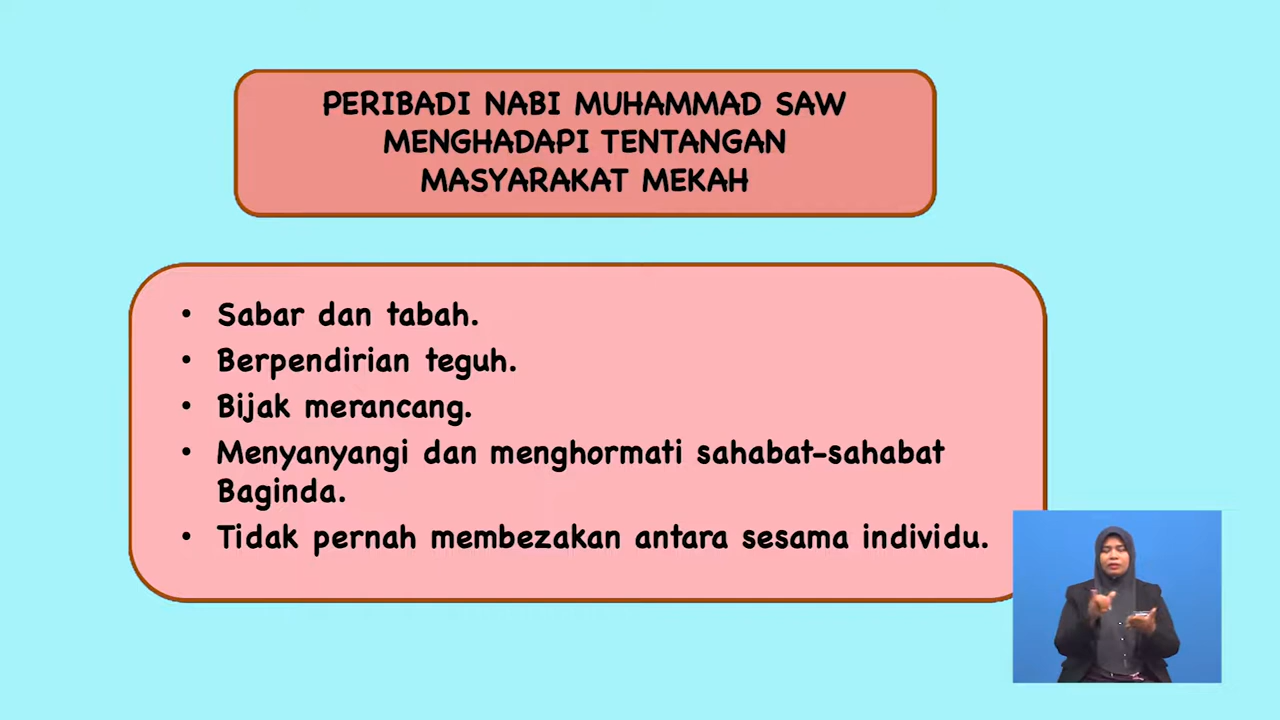 PERIBADI NABI MUHAMMAD SAW
MENGHADAPI TENTANGAN
MASYARAKAT MEKAH
• Sabar dan tabah.
• Berpendirian teguh.
• Bijak merancang.
• Menyanyangi dan menghormati sahabat-sahabat
Baginda.
• Tidak pernah membezakan antara sesama individu.